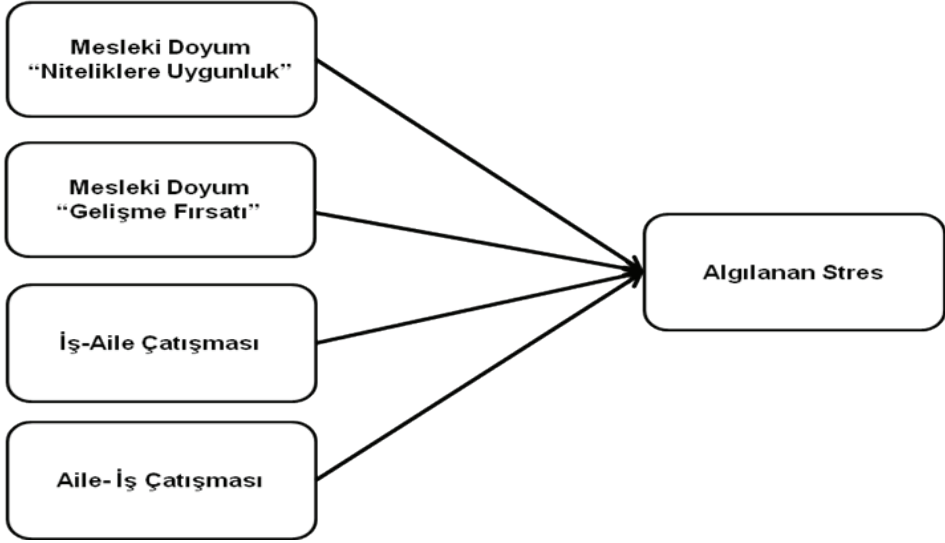 Mesleki Doyum
“Niteliklere Uygunluk”
Mesleki Doyum
“Gelişme Fırsatı”
İş-Aile Çatışması
Aile- İş Çatışması
Algılanan Stres